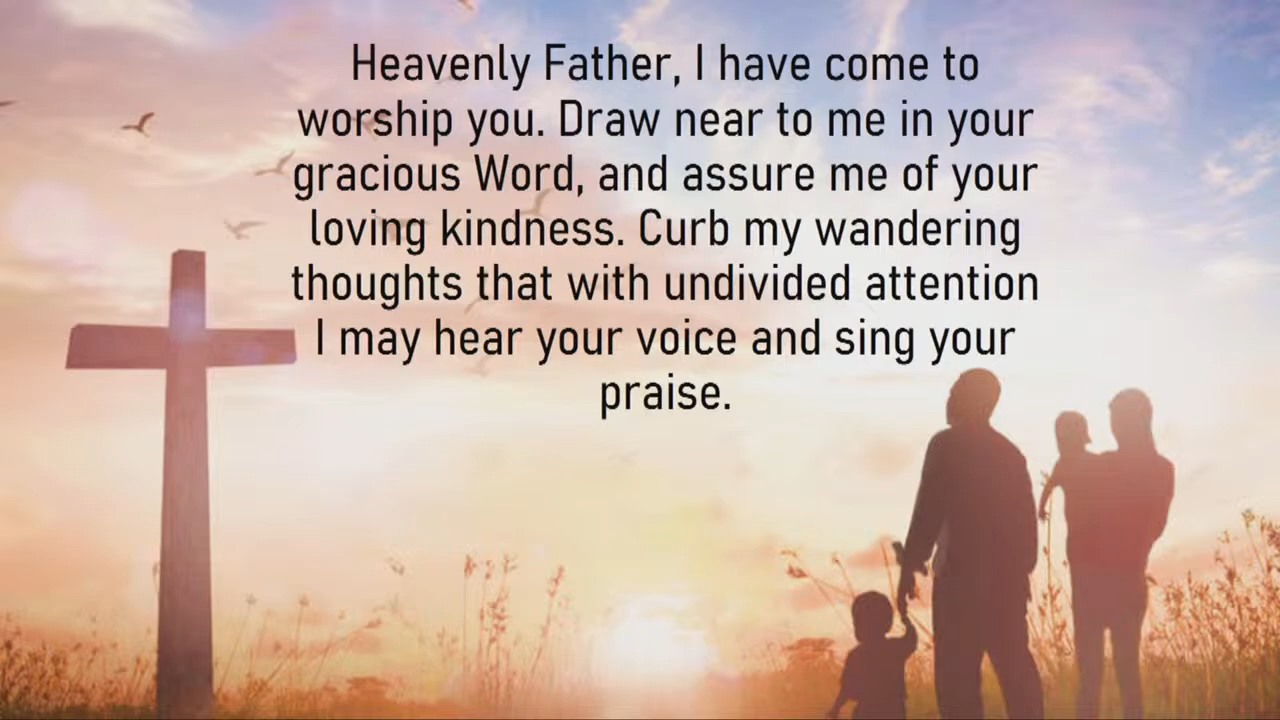 Heavenly Father, I have come to
worship you. Draw near to me in your
gracious Word, and assure me of your
loving kindness. Curb my wandering
thoughts that with undivided attention
I may hear your voice and sing your
praise.